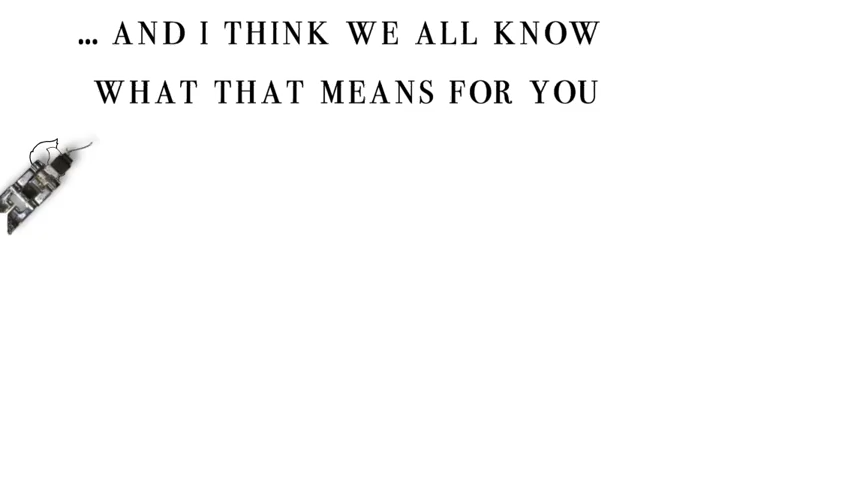 ... AND I THINK WE ALL KNOW
WHAT THAT MEANS FOR YOU